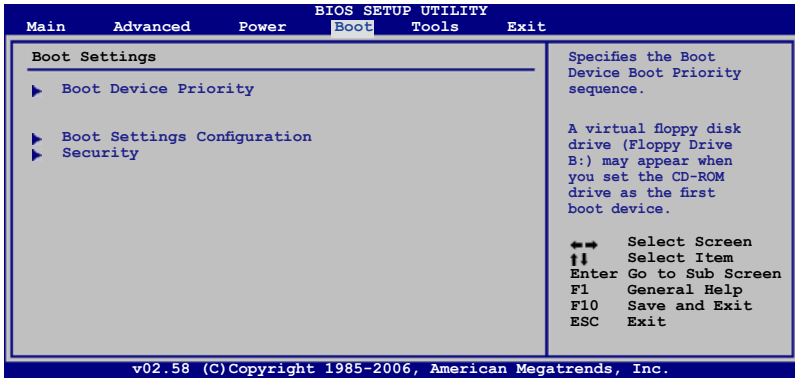 BIOS SETUP UTILITY
Main Advanced Power Boot Tools Exit
Boot Settings
Boot Device Priority
Boot Settings Configuration
Security
Specifies the Boot
Device Boot Priority
sequence.
A virtual floppy disk
drive (Floppy Drive
B:) may appear when
you set the CD-ROM
drive as the first
boot device.
←→ Select Screen
↑↓ Select Item
Enter Go to Sub Screen
F1 General Help
F10 Save and Exit
ESC Exit
v02.58 (C)Copyright 1985-2006, American Megatrends, Inc.